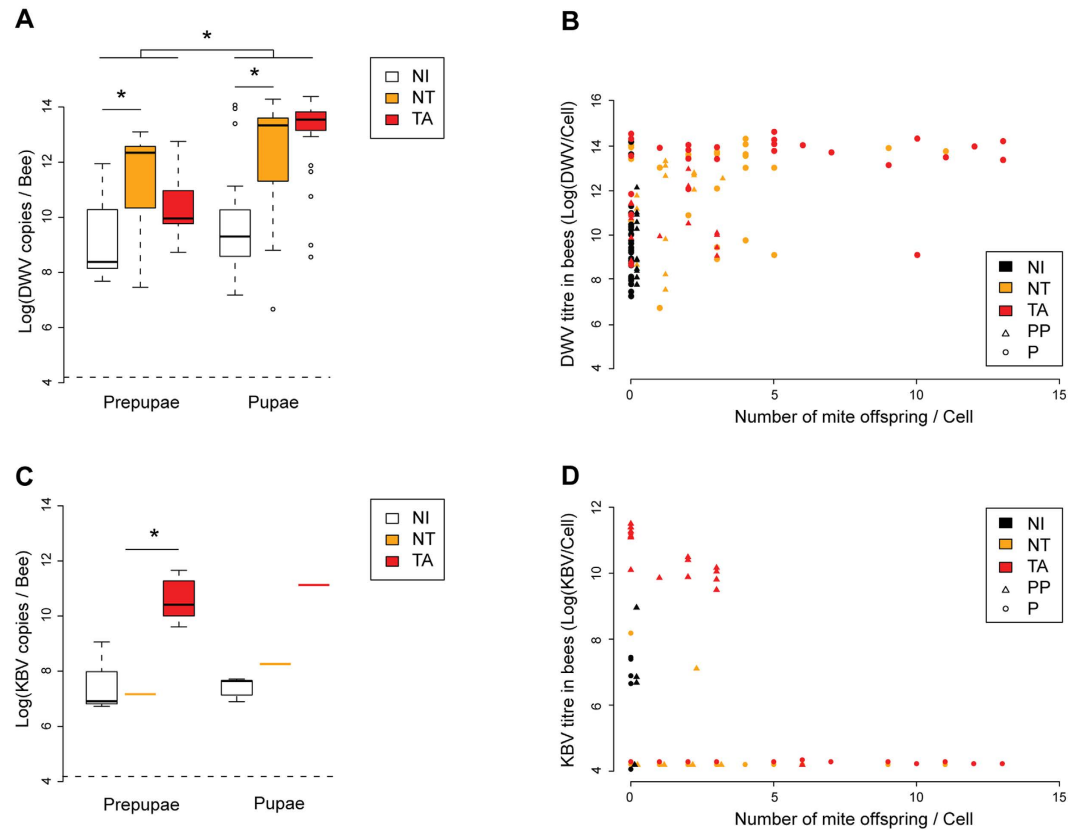 A
*
*
*
Log(DWV copies / Bee)
14
12
10
8
6
4
Prepupae
Pupae
NI
NT
TA
B
DWV titre in bees (Log(DWV/Cell)
16
14
12
10
8
6
4
0
5
10
15
Number of mite offspring / Cell
NI
NT
TA
PP
P
C
*
Log(KBV copies / Bee)
14
12
10
8
6
4
Prepupae
Pupae
NI
NT
TA
D
KBV titre in bees (Log(KBV/Cell)
12
10
8
6
4
0
5
10
15
Number of mite offspring / Cell
NI
NT
TA
PP
P